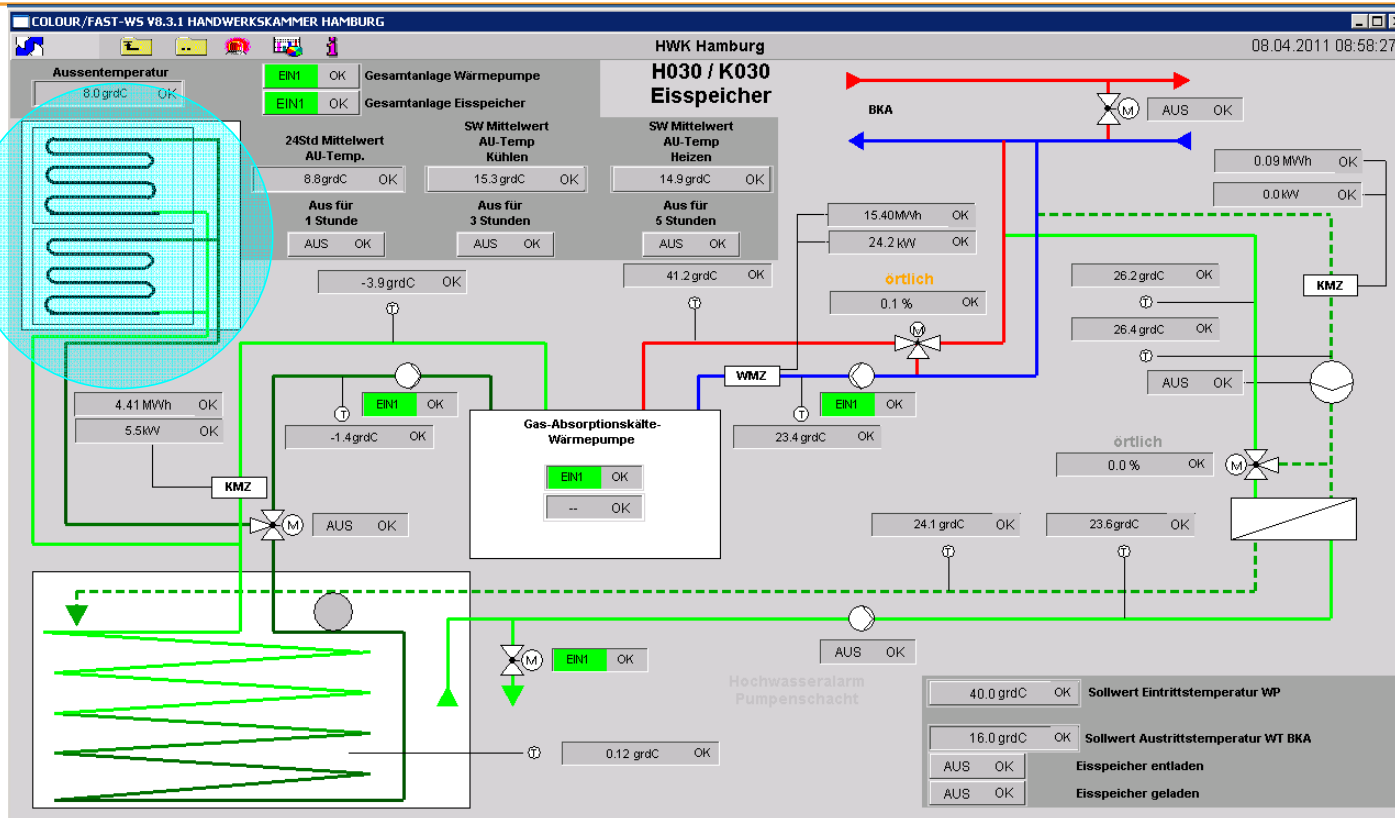 COLOUR/FAST-WS V8.3.1 HANDWERKSKAMMER HAMBURG
HWK Hamburg
08.04.2011 08:58:27
H030 / K030
Eisspeicher
Aussentemperatur
8.0 grdC OK
EIN1 OK Gesamtanlage Wärmepumpe
EIN1 OK Gesamtanlage Eisspeicher
24Std Mittelwert
AU-Temp.
8.8 grdC OK
SW Mittelwert
AU-Temp
Kühlen
15.3 grdC OK
SW Mittelwert
AU-Temp
Heizen
14.9 grdC OK
Aus für
1 Stunde
AUS OK
Aus für
3 Stunden
AUS OK
Aus für
5 Stunden
AUS OK
BKA
M
AUS OK
0.09 MWh OK
0.0 kW OK
KMZ
15.40MWh OK
24.2 kW OK
örtlich
0.1 % OK
M
-3.9 grdC OK
T
41.2 grdC OK
T
26.2 grdC OK
T
26.4 grdC OK
T
AUS OK
WMZ
EIN1 OK
T
-1.4 grdC OK
EIN1 OK
T
23.4 grdC OK
4.41 MWh OK
5.5kW OK
KMZ
M
AUS OK
Gas-Absorptionskälte-
Wärmepumpe
EIN1 OK
-- OK
örtlich
0.0 % OK
M
24.1 grdC OK
T
23.6 grdC OK
T
AUS OK
M
EIN1 OK
Hochwasseralarm
Pumpenschacht
T
0.12 grdC OK
40.0 grdC OK Sollwert Eintrittstemperatur WP
16.0 grdC OK Sollwert Austrittstemperatur WT BKA
AUS OK Eisspeicher entladen
AUS OK Eisspeicher geladen